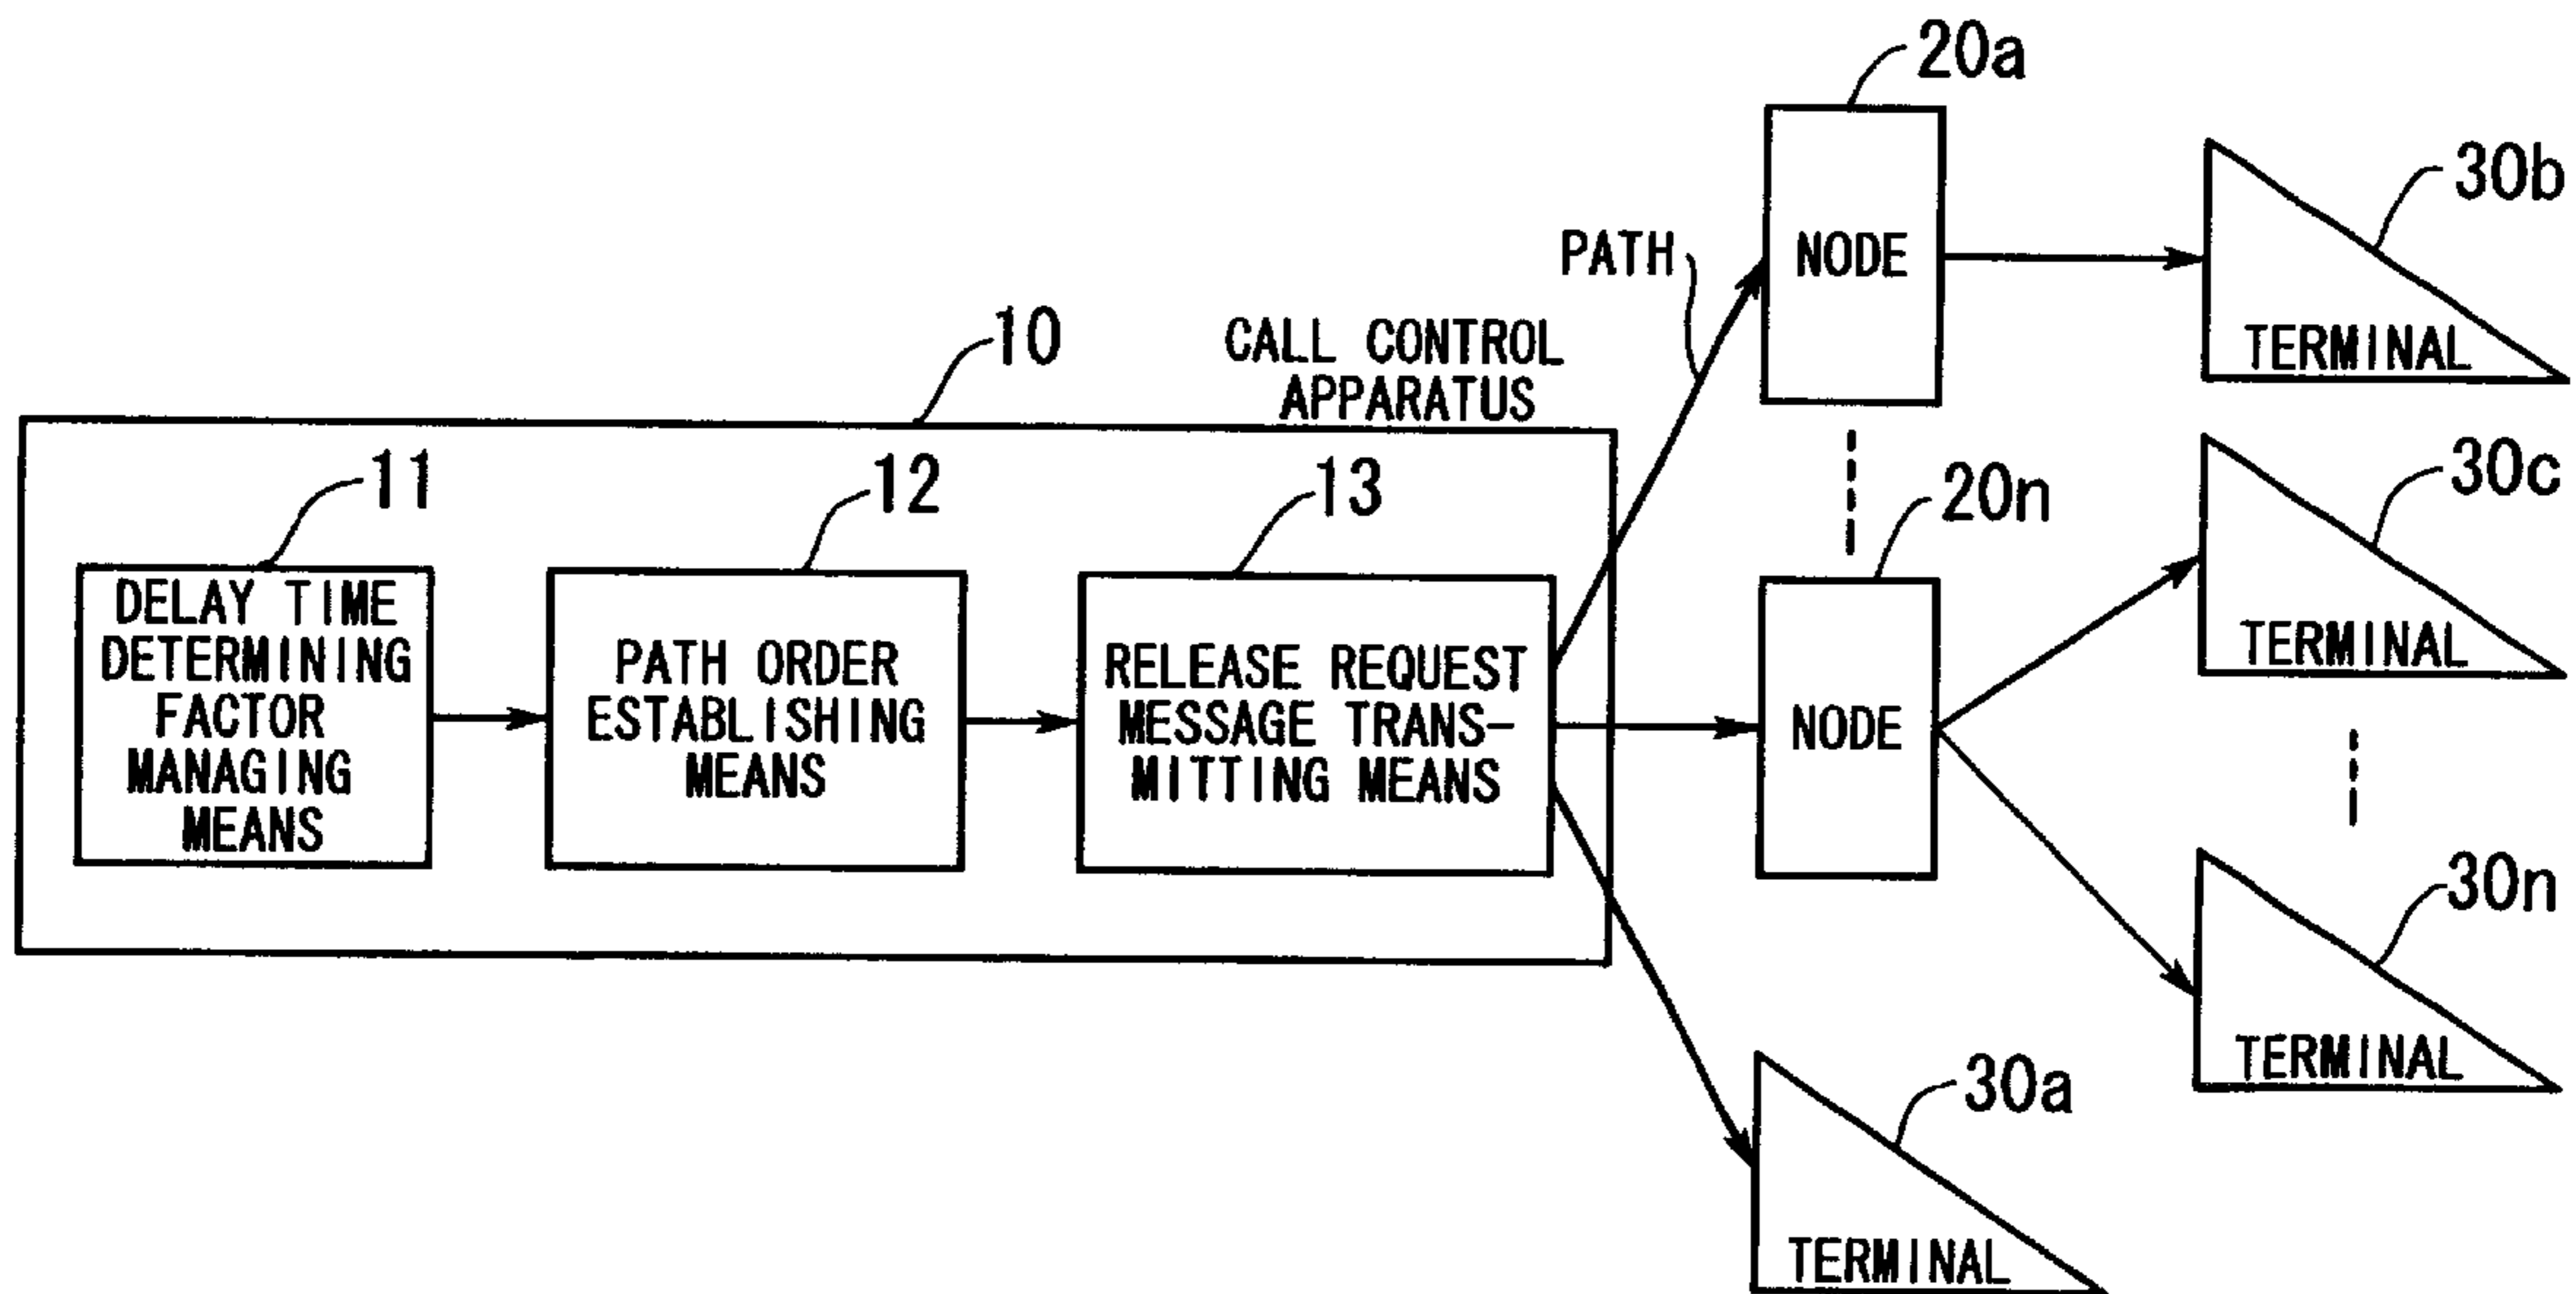 20a
30b
PATH
NODE
TERMINAL
10
CALL CONTROL
APPARATUS
11
12
13
20n
30c
DELAY TIME
DETERMINING
FACTOR
MANAGING
MEANS
PATH ORDER
ESTABLISHING
MEANS
RELEASE REQUEST
MESSAGE TRANS-
MITTING MEANS
NODE
TERMINAL
30n
TERMINAL
30a
TERMINAL